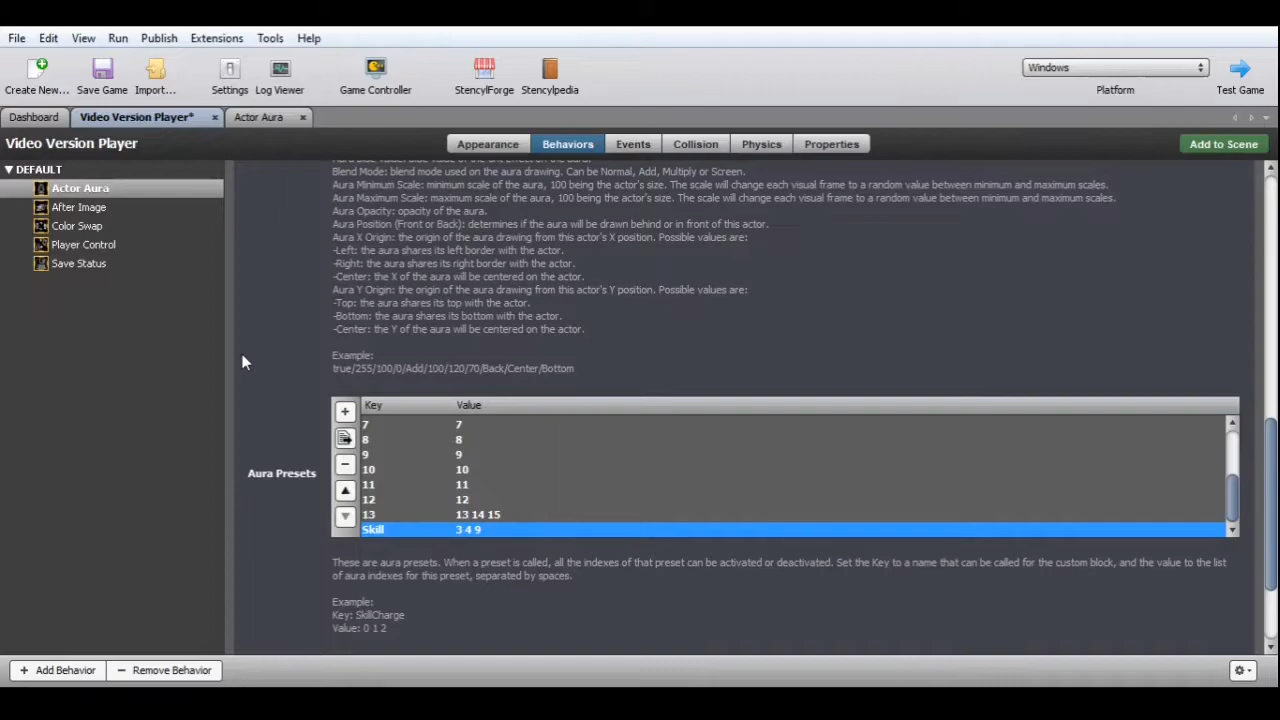 File Edit View Run Publish Extensions Tools Help
Create New... Save Game Import... Settings Log Viewer Game Controller StencylForge Stencylpedia Windows Platform Test Game
Dashboard Video Version Player* Actor Aura
Video Version Player Appearance Behaviors Events Collision Physics Properties Add to Scene
DEFAULT
Actor Aura
After Image
Color Swap
Player Control
Save Status
Blend Mode: blend mode used on the aura drawing. Can be Normal, Add, Multiply or Screen.
Aura Minimum Scale: minimum scale of the aura, 100 being the actor's size. The scale will change each visual frame to a random value between minimum and maximum scales.
Aura Maximum Scale: maximum scale of the aura, 100 being the actor's size. The scale will change each visual frame to a random value between minimum and maximum scales.
Aura Opacity: opacity of the aura.
Aura Position (Front or Back): determines if the aura will be drawn behind or in front of this actor.
Aura X Origin: the origin of the aura drawing from this actor's X position. Possible values are:
-Left: the aura shares its left border with the actor.
-Right: the aura shares its right border with the actor.
-Center: the X of the aura will be centered on the actor.
Aura Y Origin: the origin of the aura drawing from this actor's Y position. Possible values are:
-Top: the aura shares its top with the actor.
-Bottom: the aura shares its bottom with the actor.
-Center: the Y of the aura will be centered on the actor.
Example:
true/255/100/0/Add/100/120/70/Back/Center/Bottom
Key Value
7 7
8 8
9 9
10 10
11 11
12 12
13 13 14 15
Skill 3 4 9
Aura Presets
These are aura presets. When a preset is called, all the indexes of that preset can be activated or deactivated. Set the Key to a name that can be called for the custom block, and the value to the list
of aura indexes for this preset, separated by spaces.
Example:
Key: SkillCharge
Value: 0 1 2
+ Add Behavior − Remove Behavior